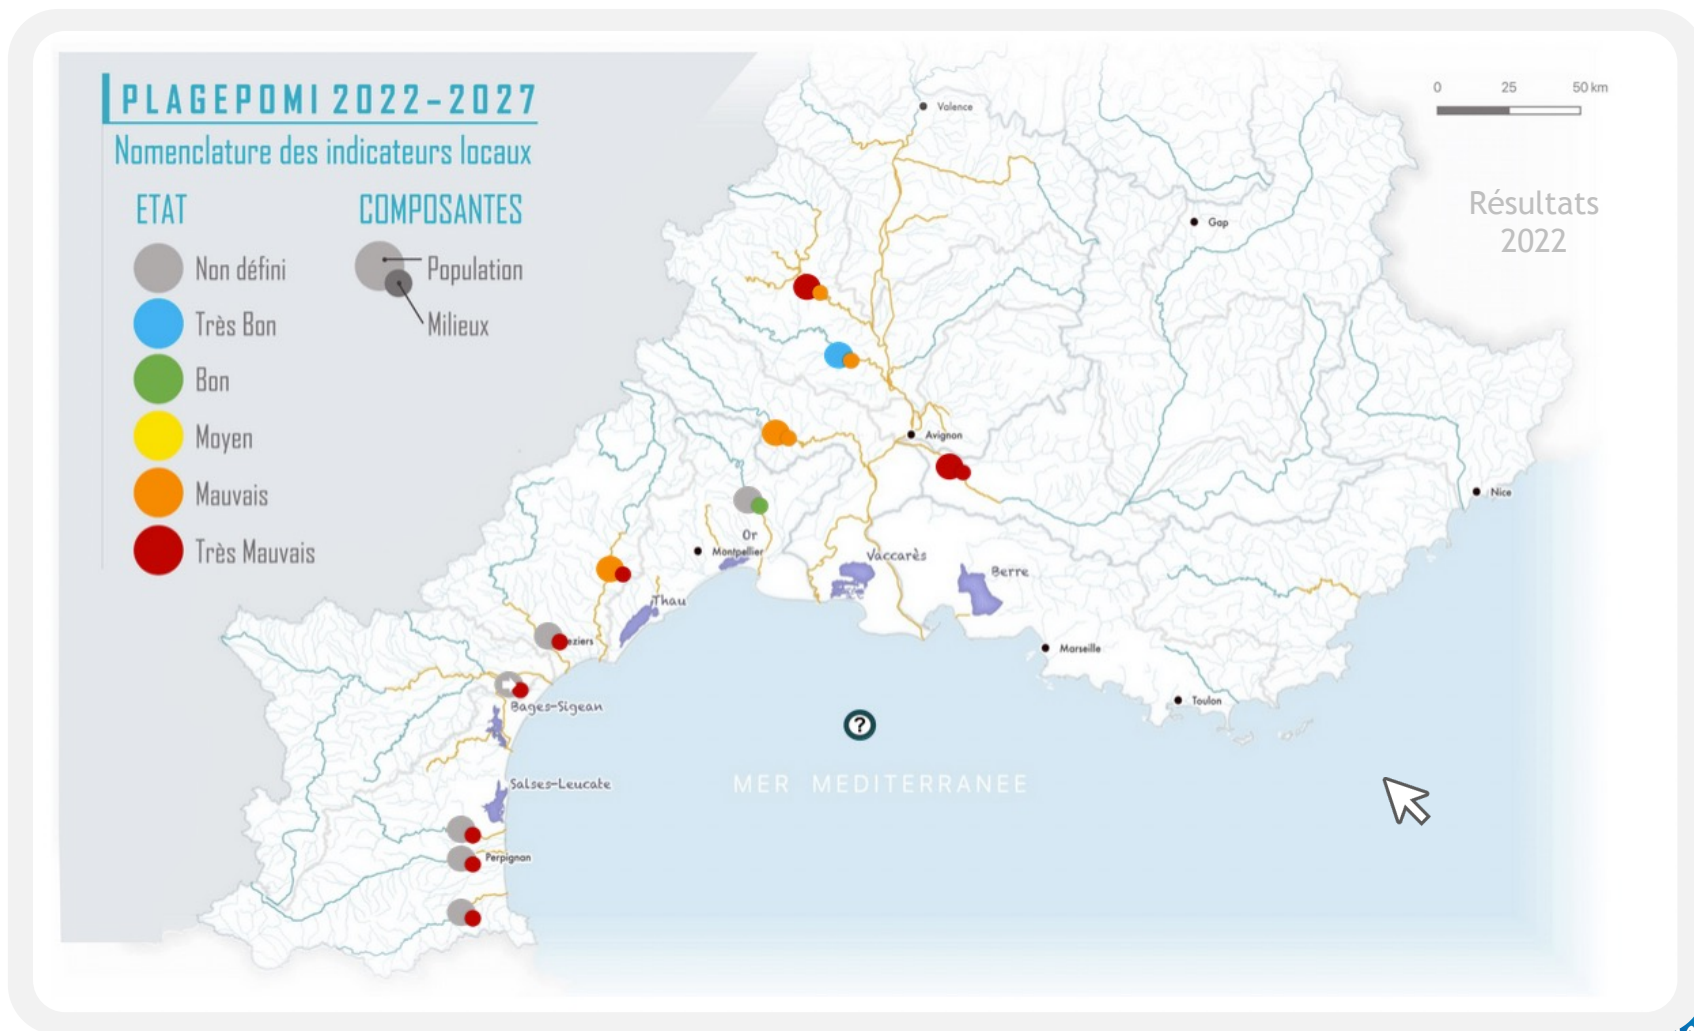 PLAGEPOMI 2022-2027
Nomenclature des indicateurs locaux
ETAT
COMPOSANTES
Non défini
Très Bon
Bon
Moyen
Mauvais
Très Mauvais
Population
Milieux
0 25 50 km
Résultats
2022
Valence
Gap
Avignon
Nice
Or
Montpellier
Vaccarès
Berre
Thau
eziers
Marseille
Toulon
Bages-Sigean
?
MER MEDITERRANEE
Salses-Leucate
Perpignan